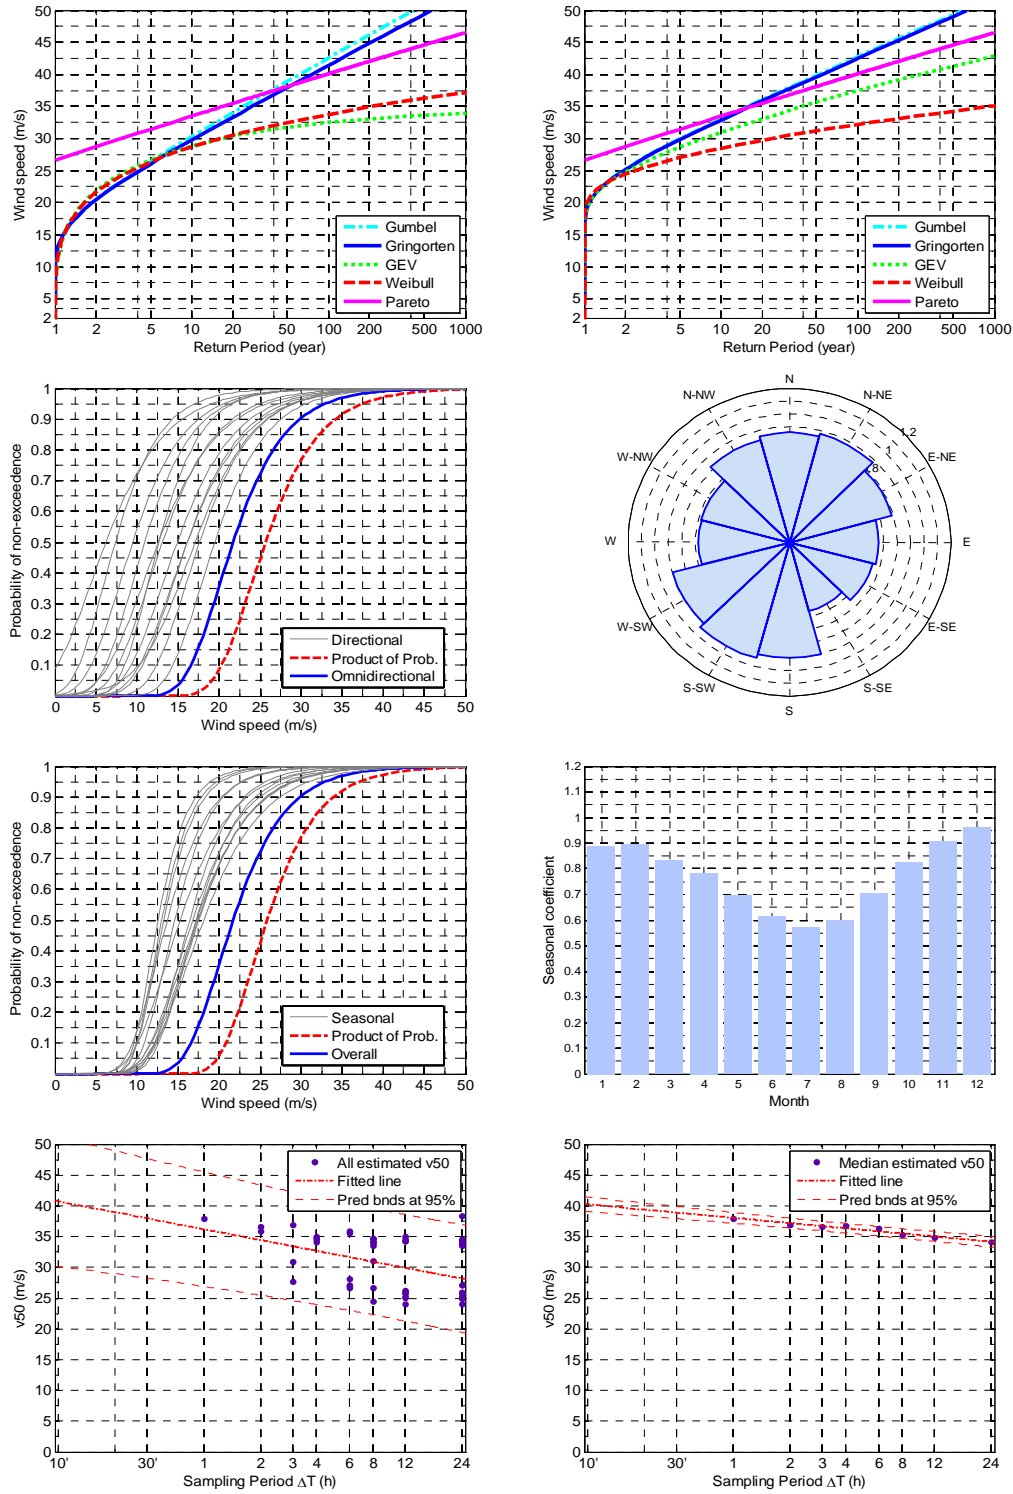 50
45
40
35
30
25
20
15
10
5
2
Wind speed (m/s)
Gumbel
Gringorten
GEV
Weibull
Pareto
1 2 5 10 20 50 100 200 500 1000
Return Period (year)
50
45
40
35
30
25
20
15
10
5
2
Wind speed (m/s)
Gumbel
Gringorten
GEV
Weibull
Pareto
1 2 5 10 20 50 100 200 500 1000
Return Period (year)
1
0.9
0.8
0.7
0.6
0.5
0.4
0.3
0.2
0.1
Probability of non-exceedence
Directional
Product of Prob.
Omnidirectional
0 5 10 15 20 25 30 35 40 45 50
Wind speed (m/s)
N
N-NW N-NE
1.2
W-NW 1 E-NE
.8
W E
W-SW E-SE
S-SW S-SE
S
1
0.9
0.8
0.7
0.6
0.5
0.4
0.3
0.2
0.1
Probability of non-exceedence
Seasonal
Product of Prob.
Overall
0 5 10 15 20 25 30 35 40 45 50
Wind speed (m/s)
1.2
1.1
1
0.9
0.8
0.7
0.6
0.5
0.4
0.3
0.2
0.1
0
Seasonal coefficient
1 2 3 4 5 6 7 8 9 10 11 12
Month
50
45
40
35
30
25
20
15
10
5
0
v50 (m/s)
All estimated v50
Fitted line
Pred bnds at 95%
10' 30' 1 2 3 4 6 8 12 24
Sampling Period ΔT (h)
50
45
40
35
30
25
20
15
10
5
0
v50 (m/s)
Median estimated v50
Fitted line
Pred bnds at 95%
10' 30' 1 2 3 4 6 8 12 24
Sampling Period ΔT (h)